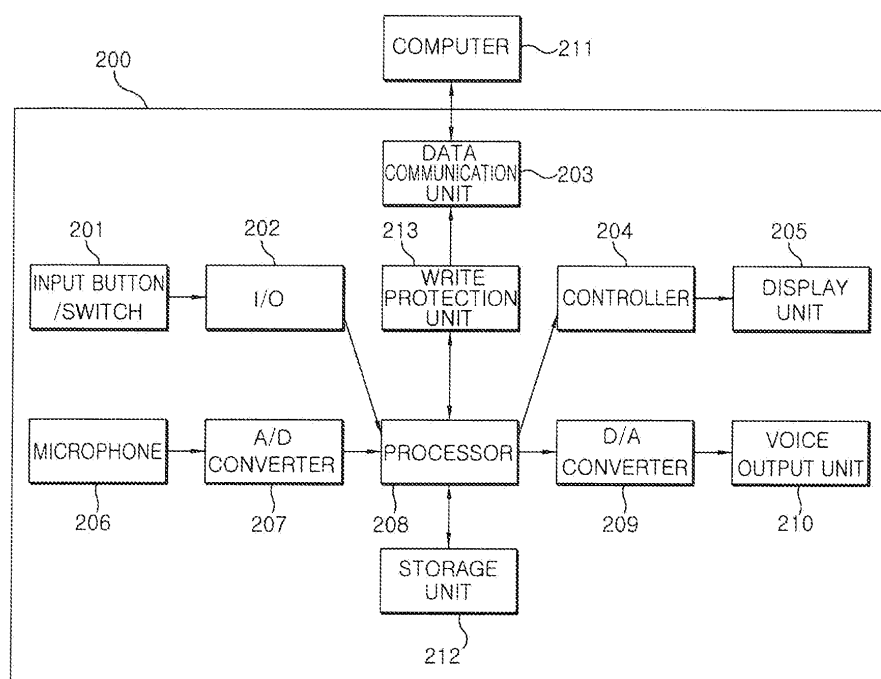 COMPUTER
211
200
DATA
COMMUNICATION
UNIT
203
201
202
213
204
205
INPUT BUTTON
/SWITCH
I/O
WRITE
PROTECTION
UNIT
CONTROLLER
DISPLAY
UNIT
MICROPHONE
A/D
CONVERTER
PROCESSOR
D/A
CONVERTER
VOICE
OUTPUT UNIT
206
207
208
209
210
STORAGE
UNIT
212